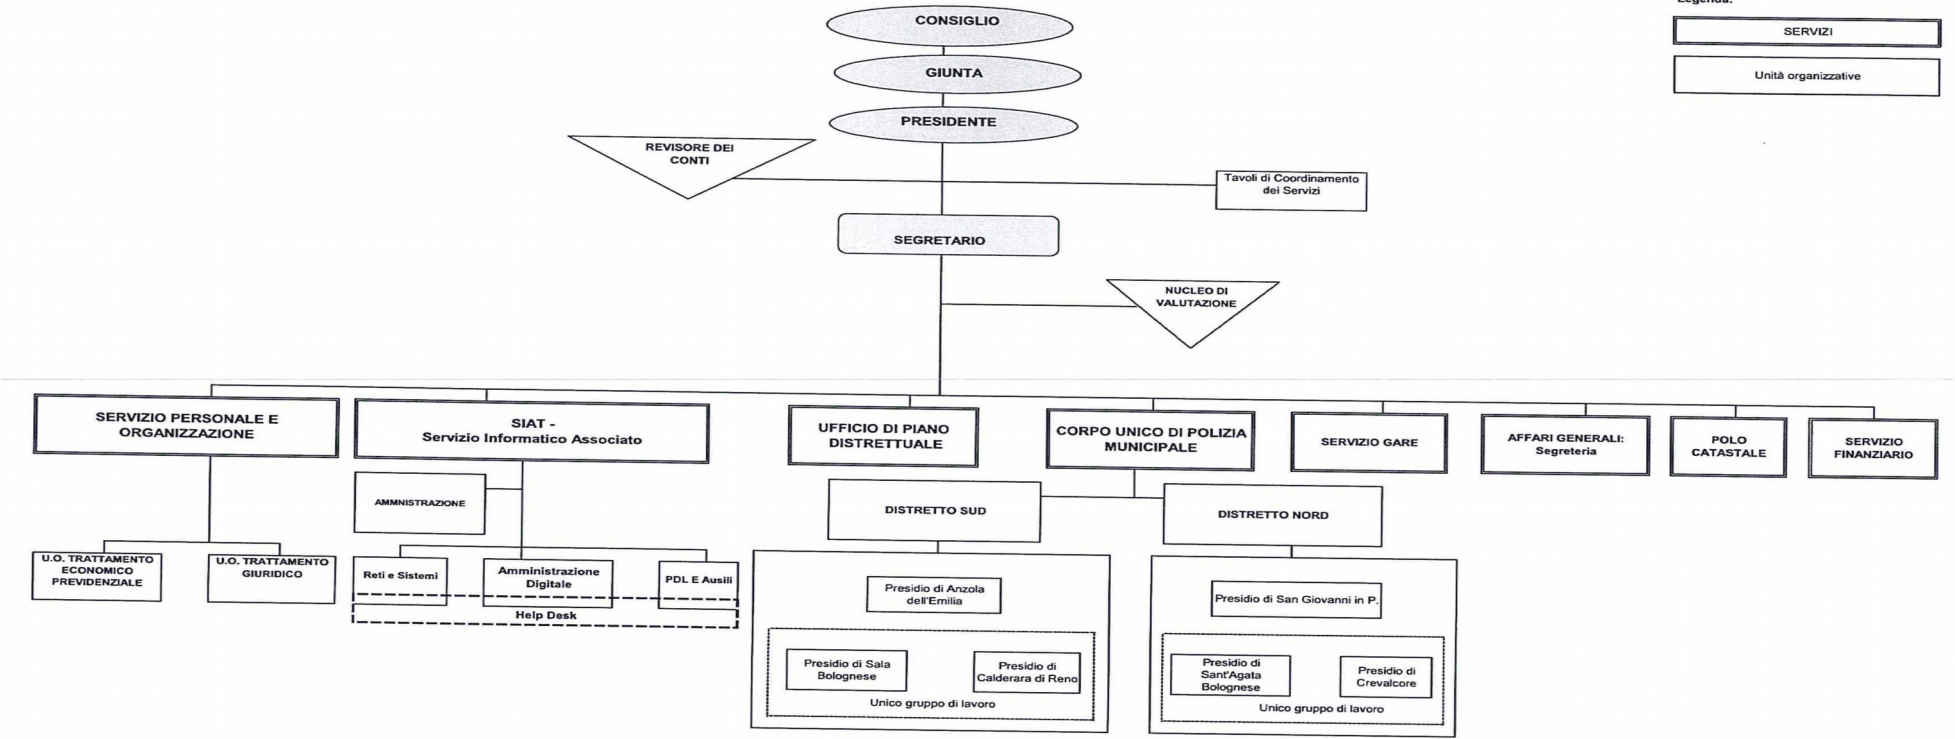 Legenda:
SERVIZI
Unità organizzative
CONSIGLIO
GIUNTA
PRESIDENTE
REVISORE DEI
CONTI
Tavoli di Coordinamento
dei Servizi
SEGRETARIO
NUCLEO DI
VALUTAZIONE
SERVIZIO PERSONALE E
ORGANIZZAZIONE
SIAT -
Servizio Informatico Associato
UFFICIO DI PIANO
DISTRETTUALE
CORPO UNICO DI POLIZIA
MUNICIPALE
SERVIZIO GARE
AFFARI GENERALI:
Segreteria
POLO
CATASTALE
SERVIZIO
FINANZIARIO
AMMNISTRAZIONE
DISTRETTO SUD
DISTRETTO NORD
U.O. TRATTAMENTO
ECONOMICO
PREVIDENZIALE
U.O. TRATTAMENTO
GIURIDICO
Reti e Sistemi
Amministrazione
Digitale
PDL E Ausili
Help Desk
Presidio di Anzola
dell'Emilia
Presidio di Sala
Bolognese
Presidio di
Calderara di Reno
Unico gruppo di lavoro
Presidio di San Giovanni in P.
Presidio di
Sant'Agata
Bolognese
Presidio di
Crevalcore
Unico gruppo di lavoro